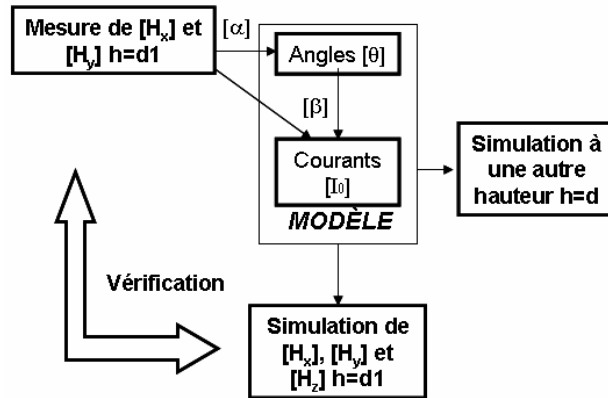 Mesure de [Hx] et
[Hy] h=d1
[α]
Angles [θ]
[β]
Courants
[I0]
MODÈLE
Simulation à
une autre
hauteur h=d
Vérification
Simulation de
[Hx], [Hy] et
[Hz] h=d1